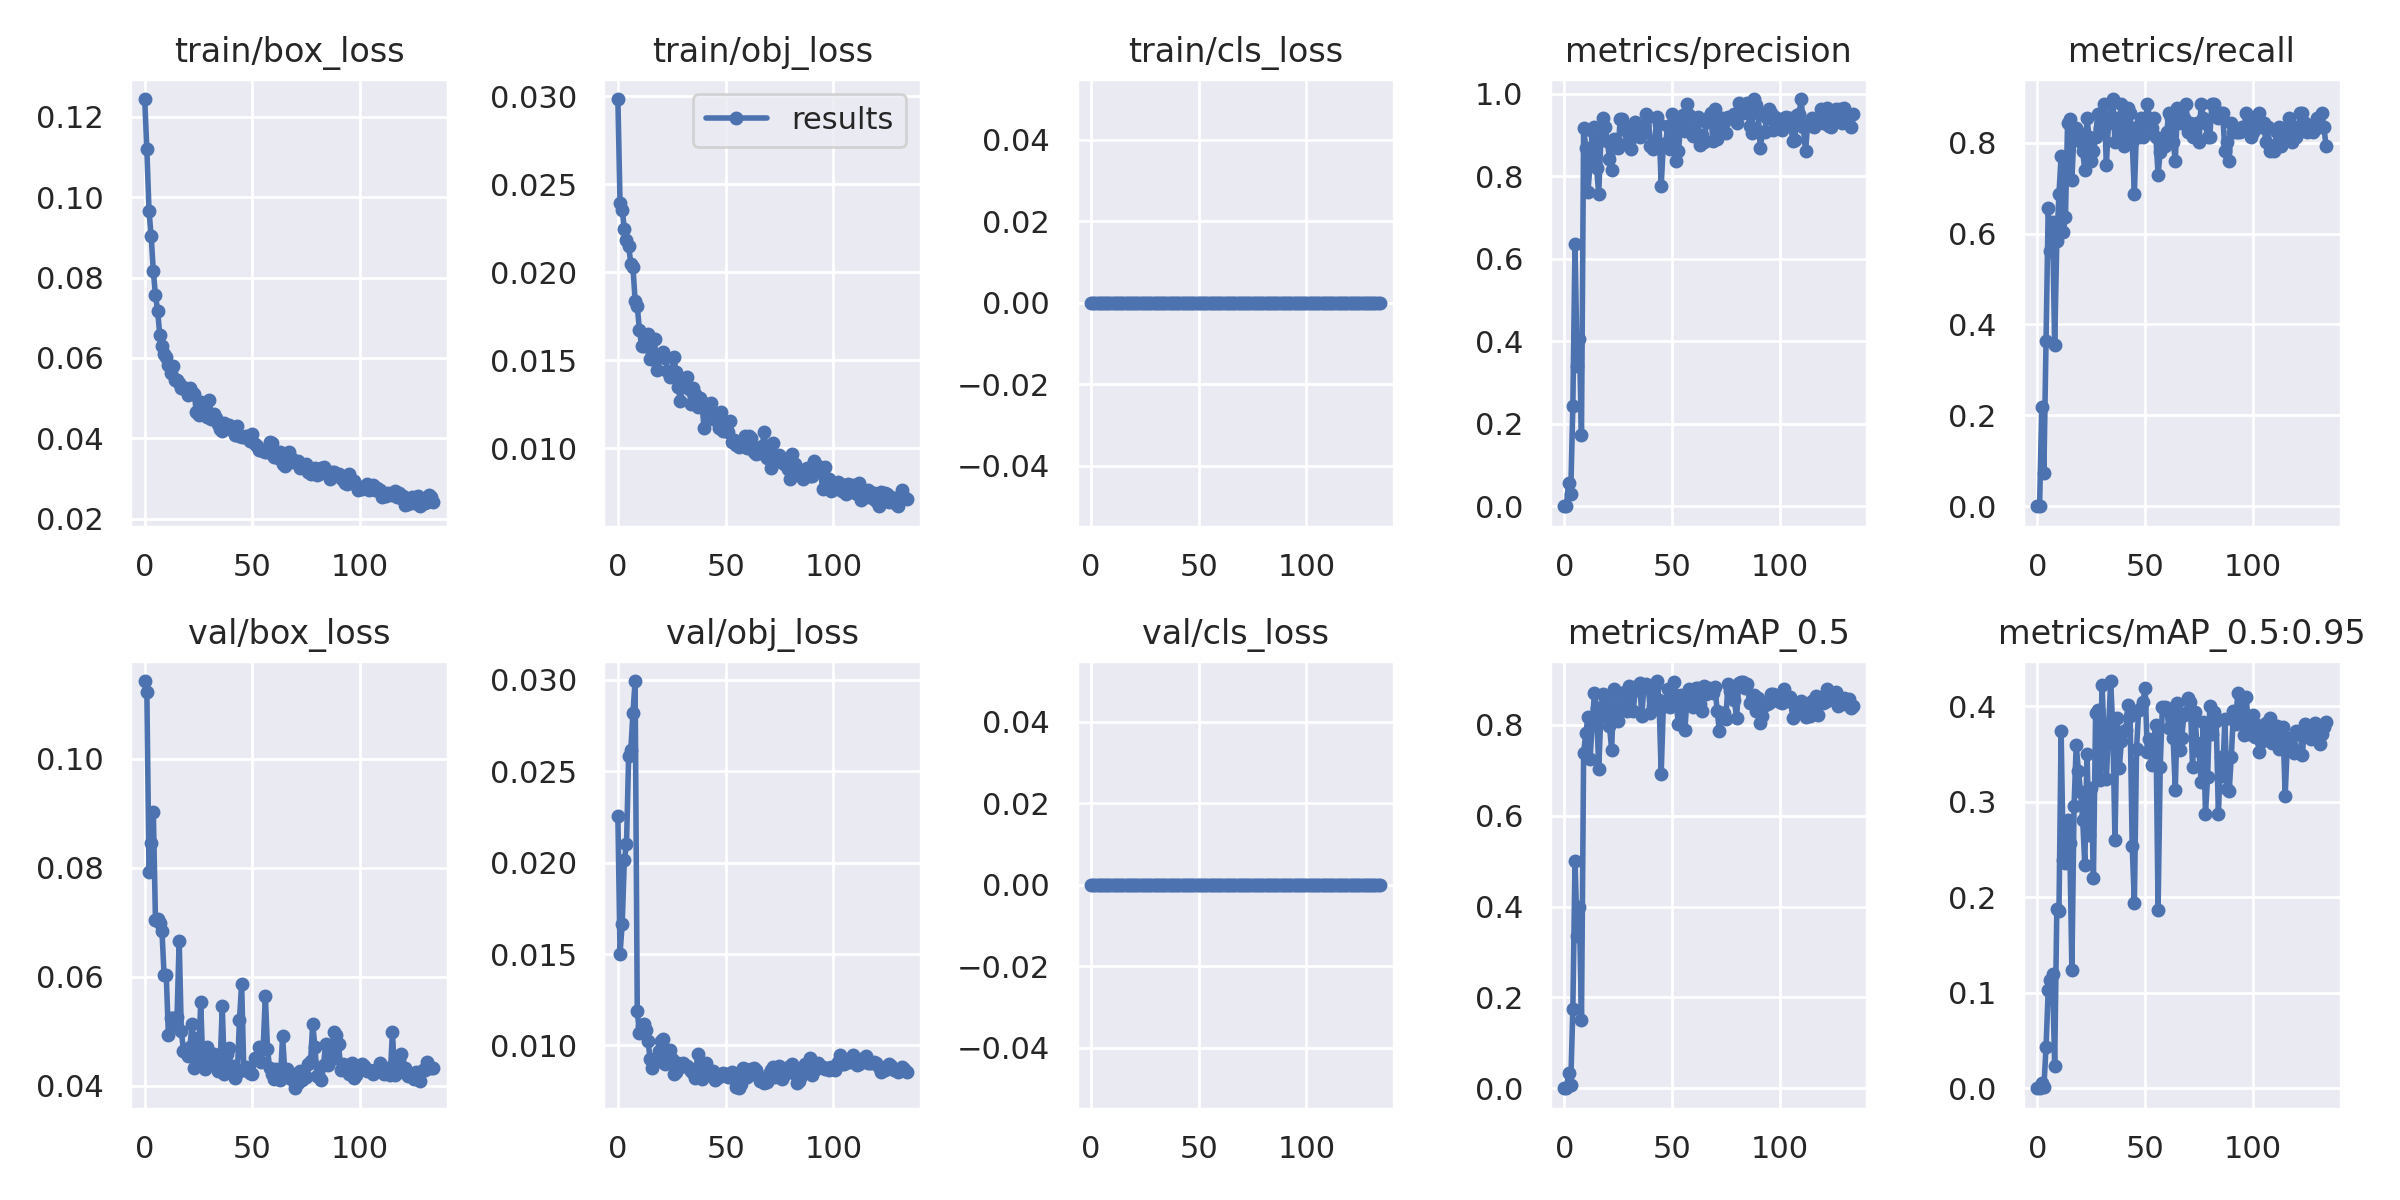 train/box_loss
0.12
0.10
0.08
0.06
0.04
0.02
0 50 100
train/obj_loss
results
0.030
0.025
0.020
0.015
0.010
0 50 100
train/cls_loss
0.04
0.02
0.00
−0.02
−0.04
0 50 100
metrics/precision
1.0
0.8
0.6
0.4
0.2
0.0
0 50 100
metrics/recall
0.8
0.6
0.4
0.2
0.0
0 50 100
val/box_loss
0.10
0.08
0.06
0.04
0 50 100
val/obj_loss
0.030
0.025
0.020
0.015
0.010
0 50 100
val/cls_loss
0.04
0.02
0.00
−0.02
−0.04
0 50 100
metrics/mAP_0.5
0.8
0.6
0.4
0.2
0.0
0 50 100
metrics/mAP_0.5:0.95
0.4
0.3
0.2
0.1
0.0
0 50 100